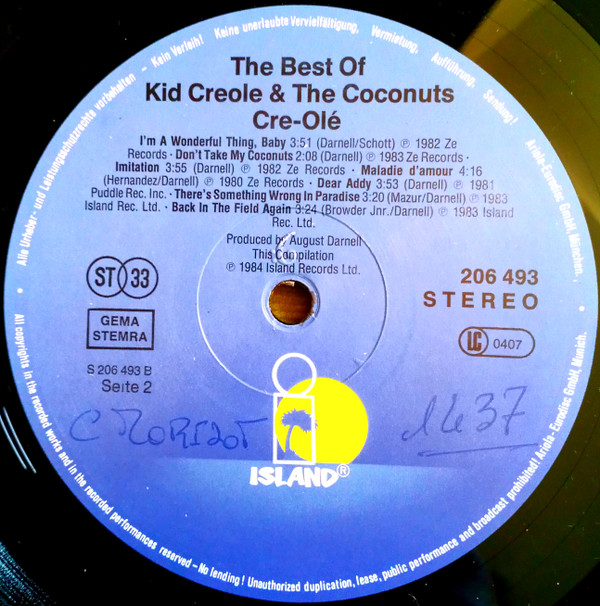 Alle Urheber- und Leistungsschutzrechte vorbehalten – Kein Verleih! Keine unerlaubte Vervielfältigung, Vermietung, Aufführung, Sendung! Ariola-Eurodisc GmbH, München.
The Best Of
Kid Creole & The Coconuts
Cre-Olé
I'm A Wonderful Thing, Baby 3:51 (Darnell/Schott) ℗ 1982 Ze
Records · Don't Take My Coconuts 2:08 (Darnell) ℗ 1983 Ze Records ·
Imitation 3:55 (Darnell) ℗ 1982 Ze Records · Maladie d'amour 4:16
(Hernandez/Darnell) ℗ 1980 Ze Records · Dear Addy 3:53 (Darnell) ℗ 1981
Puddle Rec. Inc. · There's Something Wrong In Paradise 3:20 (Mazur/Darnell) ℗ 1983
Island Rec. Ltd. · Back In The Field Again 3:24 (Browder Jnr./Darnell) ℗ 1983 Island
Rec. Ltd.
Produced by August Darnell
This Compilation
℗ 1984 Island Records Ltd.
ST 33
206 493
STEREO
GEMA
STEMRA
LC 0407
S 206 493 B
Seite 2
1437
ISLAND®
All copyrights in the recorded works and in the recorded performances reserved – No lending! Unauthorized duplication, lease, public performance and broadcast prohibited! Ariola-Eurodisc GmbH, Munich.